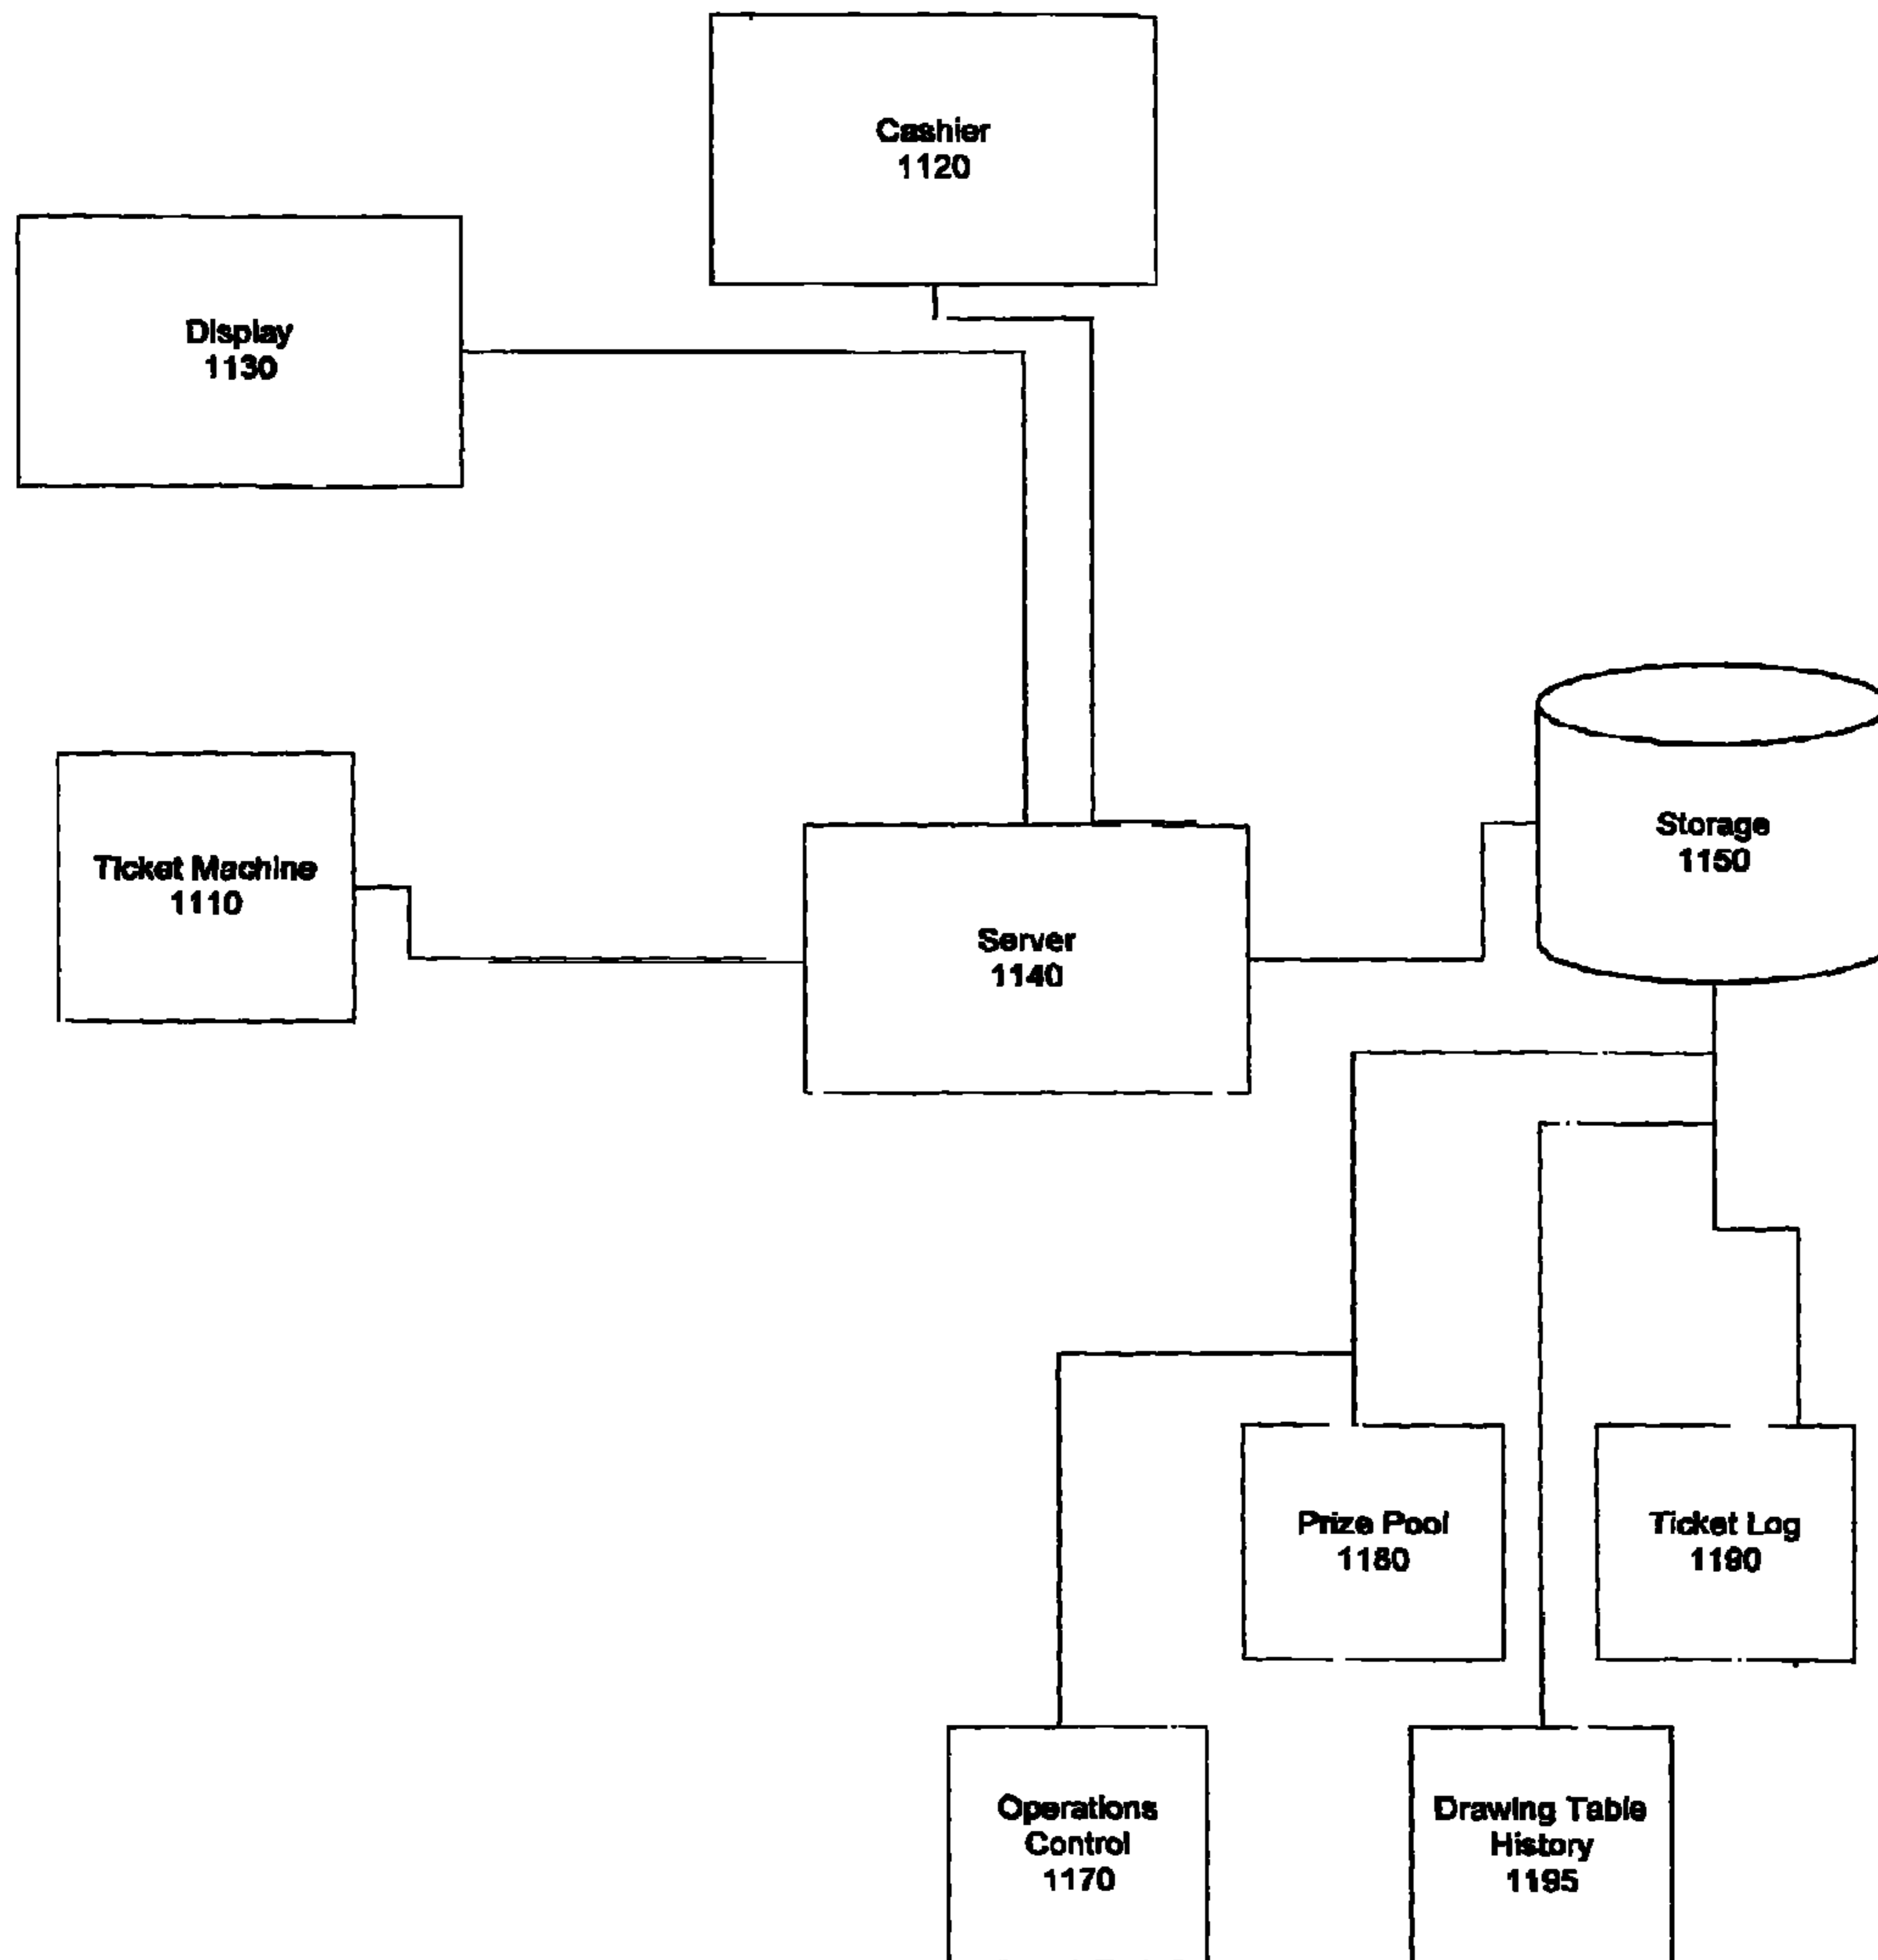 Cashier
1120
Display
1130
Ticket Machine
1110
Server
1140
Storage
1150
Prize Pool
1180
Ticket Log
1190
Operations
Control
1170
Drawing Table
History
1195